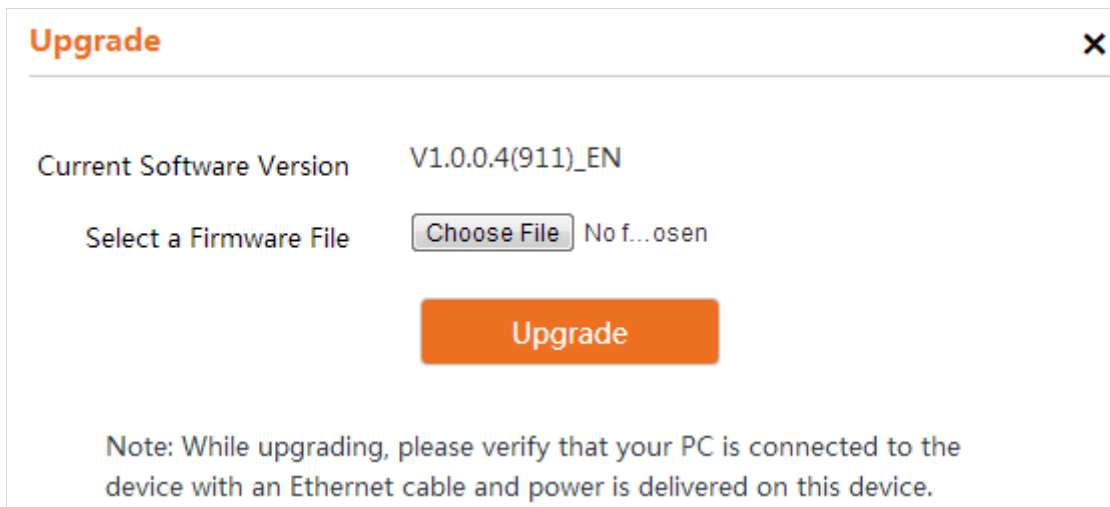 Upgrade
Current Software Version V1.0.0.4(911)_EN
Select a Firmware File Choose File No f...osen
Upgrade
Note: While upgrading, please verify that your PC is connected to the
device with an Ethernet cable and power is delivered on this device.